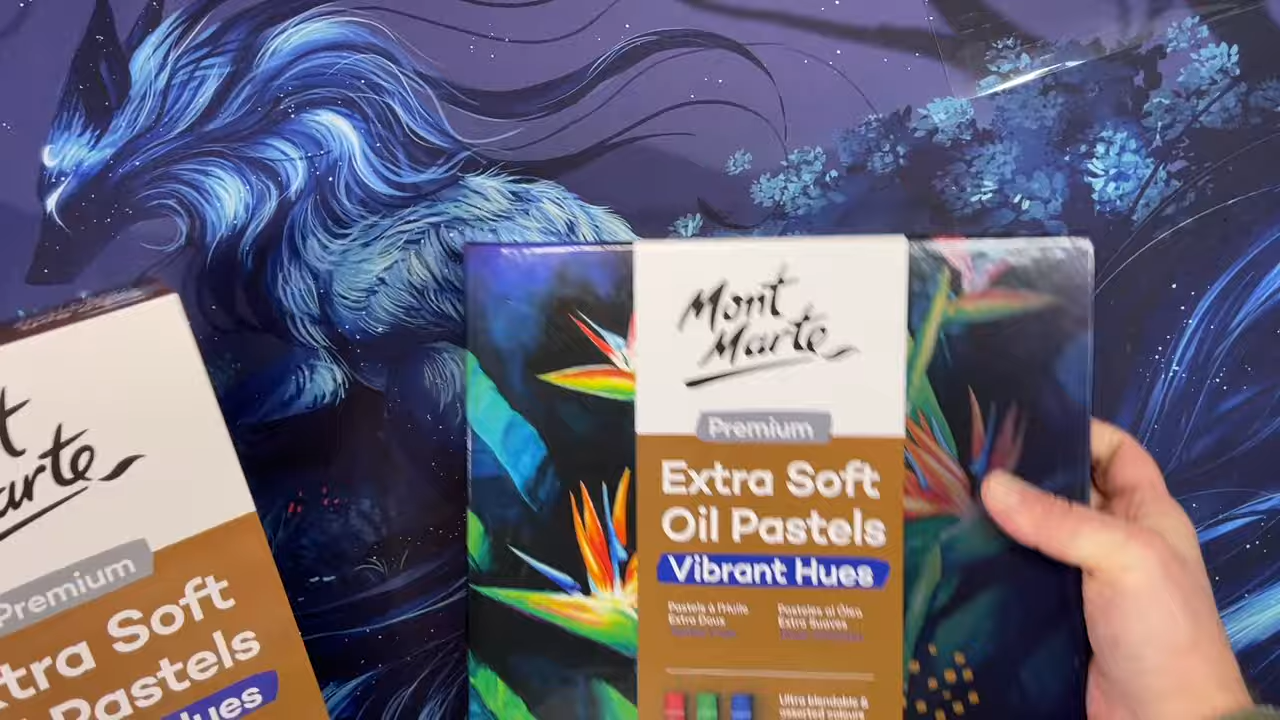 Mont
Marte
Premium
Extra Soft
Oil Pastels
Vibrant Hues
Pastels à l'Huile
Extra Doux
Pasteles al Óleo
Extra Suaves
Ultra blendable &
assorted colours
t
arte
Premium
tra Soft
Pastels
ues